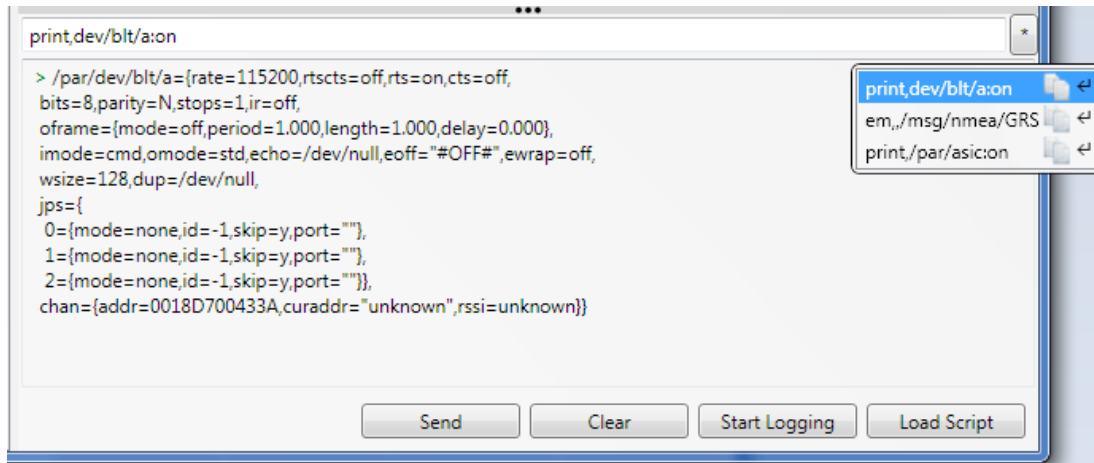 print,dev/blt/a:on
*
> /par/dev/blt/a={rate=115200,rtscts=off,rts=on,cts=off,
bits=8,parity=N,stops=1,ir=off,
oframe={mode=off,period=1.000,length=1.000,delay=0.000},
imode=cmd,omode=std,echo=/dev/null,eoff="#OFF#",ewrap=off,
wsize=128,dup=/dev/null,
jps={
0={mode=none,id=-1,skip=y,port=""},
1={mode=none,id=-1,skip=y,port=""},
2={mode=none,id=-1,skip=y,port=""}},
chan={addr=0018D700433A,curaddr="unknown",rssi=unknown}}
print,dev/blt/a:on
em,,/msg/nmea/GRS
print,/par/asic:on
Send Clear Start Logging Load Script